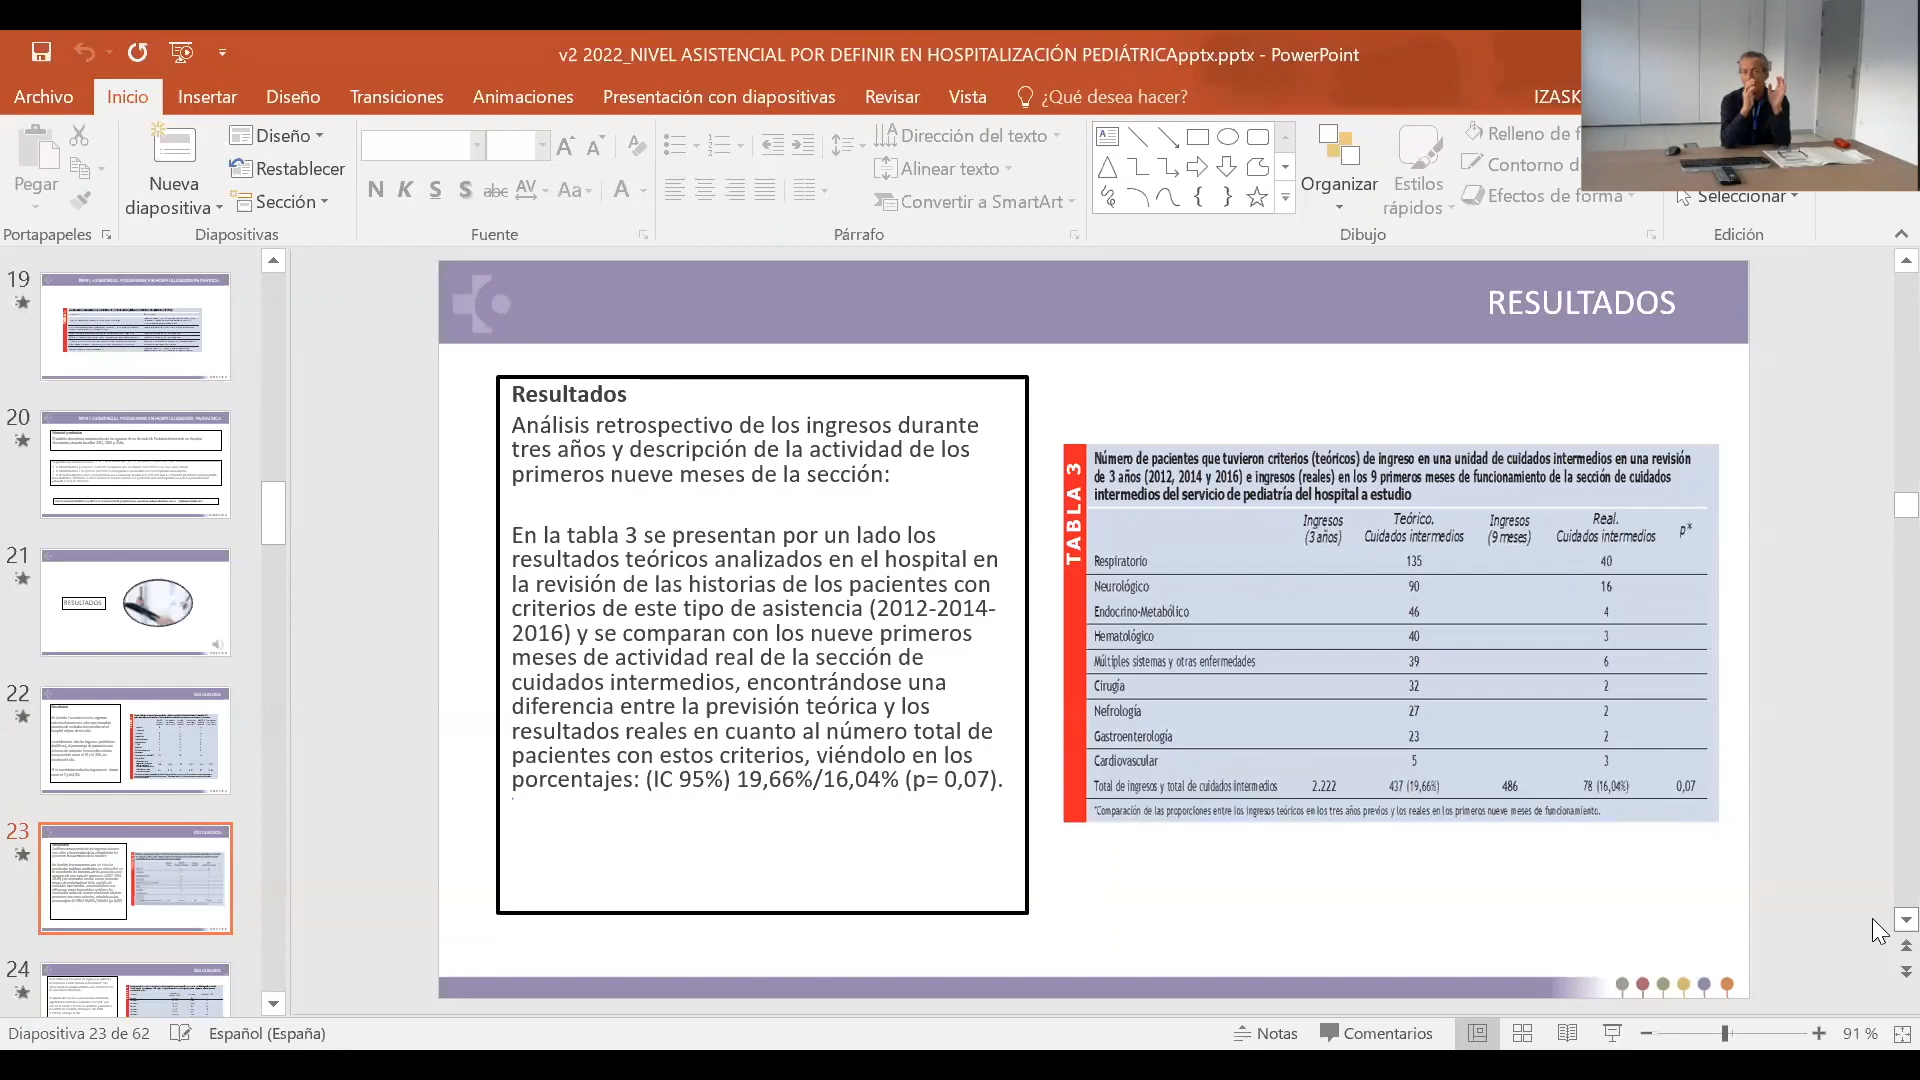 v2 2022_NIVEL ASISTENCIAL POR DEFINIR EN HOSPITALIZACIÓN PEDIÁTRICApptx.pptx - PowerPoint
Archivo Inicio Insertar Diseño Transiciones Animaciones Presentación con diapositivas Revisar Vista ¿Qué desea hacer? IZASK
Pegar
Nueva
diapositiva
Diseño
Restablecer
Sección
N K S S abc AV Aa A
Dirección del texto
Alinear texto
Convertir a SmartArt
Organizar
Estilos
rápidos
Relleno de f
Contorno d
Efectos de forma
Seleccionar
Portapapeles Diapositivas Fuente Párrafo Dibujo Edición
19
20
21
RESULTADOS
22
23
24
RESULTADOS
Resultados
Análisis retrospectivo de los ingresos durante
tres años y descripción de la actividad de los
primeros nueve meses de la sección:
En la tabla 3 se presentan por un lado los
resultados teóricos analizados en el hospital en
la revisión de las historias de los pacientes con
criterios de este tipo de asistencia (2012-2014-
2016) y se comparan con los nueve primeros
meses de actividad real de la sección de
cuidados intermedios, encontrándose una
diferencia entre la previsión teórica y los
resultados reales en cuanto al número total de
pacientes con estos criterios, viéndolo en los
porcentajes: (IC 95%) 19,66%/16,04% (p= 0,07).
TABLA 3
Número de pacientes que tuvieron criterios (teóricos) de ingreso en una unidad de cuidados intermedios en una revisión
de 3 años (2012, 2014 y 2016) e ingresos (reales) en los 9 primeros meses de funcionamiento de la sección de cuidados
intermedios del servicio de pediatría del hospital a estudio
Ingresos Teórico. Ingresos Real. p*
(3 años) Cuidados intermedios (9 meses) Cuidados intermedios
Respiratorio 135 40
Neurológico 90 16
Endocrino-Metabólico 46 4
Hematológico 40 3
Múltiples sistemas y otras enfermedades 39 6
Cirugía 32 2
Nefrología 27 2
Gastroenterología 23 2
Cardiovascular 5 3
Total de ingresos y total de cuidados intermedios 2.222 437 (19,66%) 486 78 (16,04%) 0,07
*Comparación de las proporciones entre los ingresos teóricos en los tres años previos y los reales en los primeros nueve meses de funcionamiento.
Diapositiva 23 de 62 Español (España) Notas Comentarios 91 %